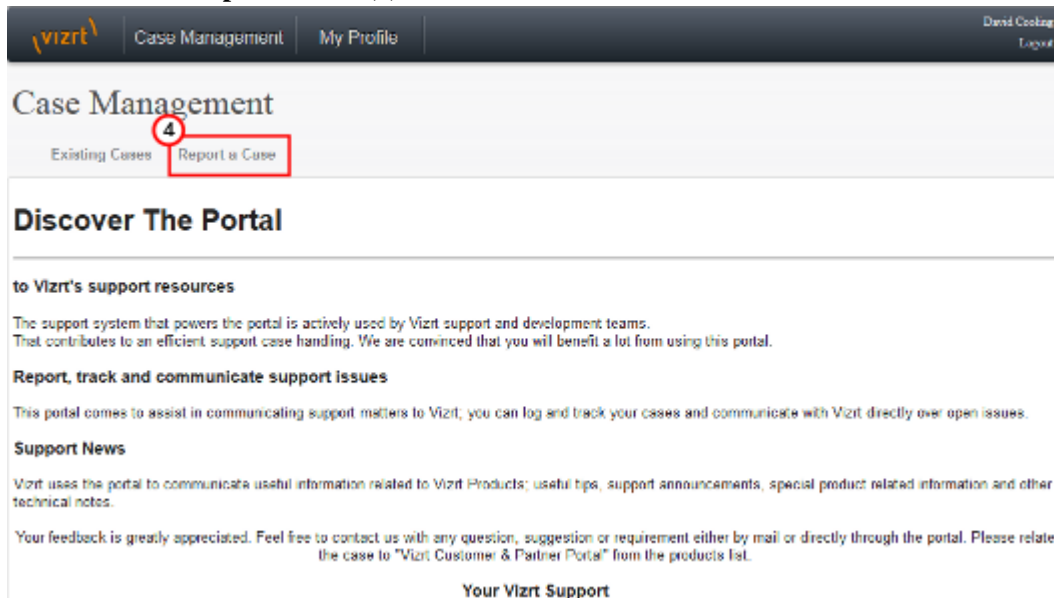 vizrt Case Management My Profile
David Cooling
Logout
Case Management
4
Existing Cases Report a Case
Discover The Portal
to Vizrt's support resources
The support system that powers the portal is actively used by Vizrt support and development teams.
That contributes to an efficient support case handling. We are convinced that you will benefit a lot from using this portal.
Report, track and communicate support issues
This portal comes to assist in communicating support matters to Vizrt; you can log and track your cases and communicate with Vizrt directly over open issues.
Support News
Vizrt uses the portal to communicate useful information related to Vizrt Products; useful tips, support announcements, special product related information and other
technical notes.
Your feedback is greatly appreciated. Feel free to contact us with any question, suggestion or requirement either by mail or directly through the portal. Please relate
the case to "Vizrt Customer & Partner Portal" from the products list.
Your Vizrt Support